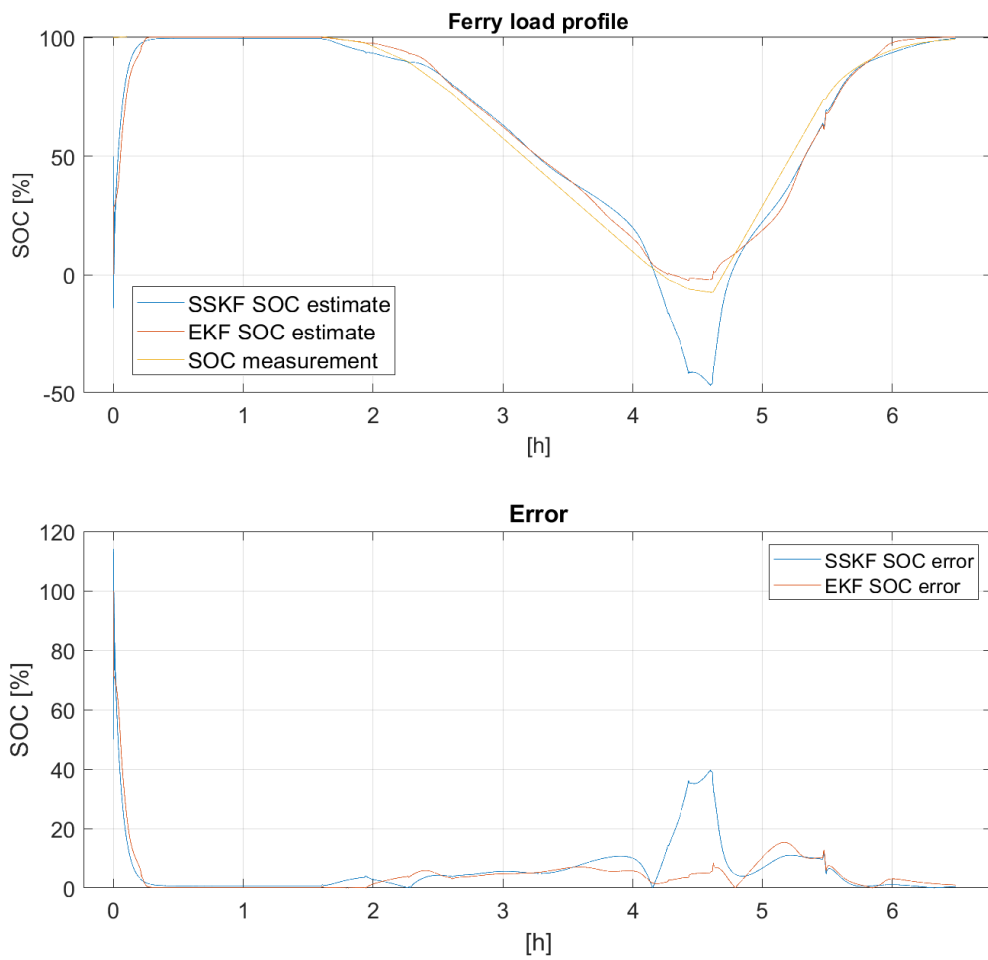 Ferry load profile
100
50
0
-50
SOC [%]
SSKF SOC estimate
EKF SOC estimate
SOC measurement
0 1 2 3 4 5 6
[h]
Error
120
100
80
60
40
20
0
SOC [%]
SSKF SOC error
EKF SOC error
0 1 2 3 4 5 6
[h]